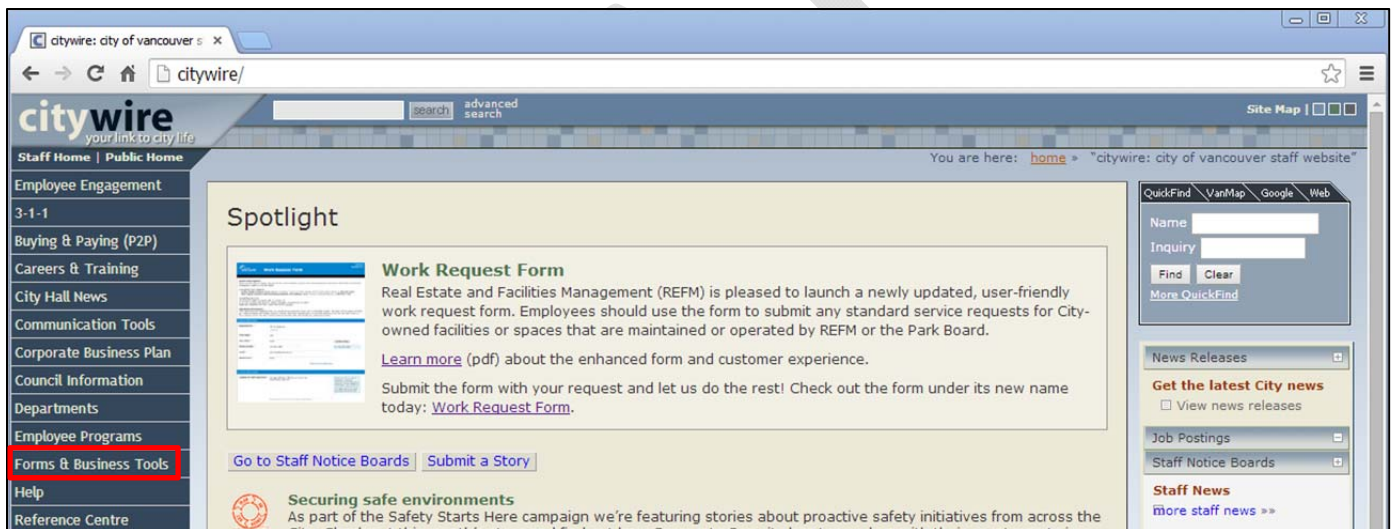 citywire: city of vancouver s
citywire/
citywire
your link to city life
search
advanced
search
Site Map |
Staff Home | Public Home
You are here: home » "citywire: city of vancouver staff website"
Employee Engagement
3-1-1
Buying & Paying (P2P)
Careers & Training
City Hall News
Communication Tools
Corporate Business Plan
Council Information
Departments
Employee Programs
Forms & Business Tools
Help
Reference Centre
Spotlight
Work Request Form
Real Estate and Facilities Management (REFM) is pleased to launch a newly updated, user-friendly
work request form. Employees should use the form to submit any standard service requests for City-
owned facilities or spaces that are maintained or operated by REFM or the Park Board.
Learn more (pdf) about the enhanced form and customer experience.
Submit the form with your request and let us do the rest! Check out the form under its new name
today: Work Request Form.
Go to Staff Notice Boards Submit a Story
Securing safe environments
As part of the Safety Starts Here campaign we're featuring stories about proactive safety initiatives from across the
QuickFind VanMap Google Web
Name
Inquiry
Find Clear
More QuickFind
News Releases
Get the latest City news
View news releases
Job Postings
Staff Notice Boards
Staff News
more staff news »»